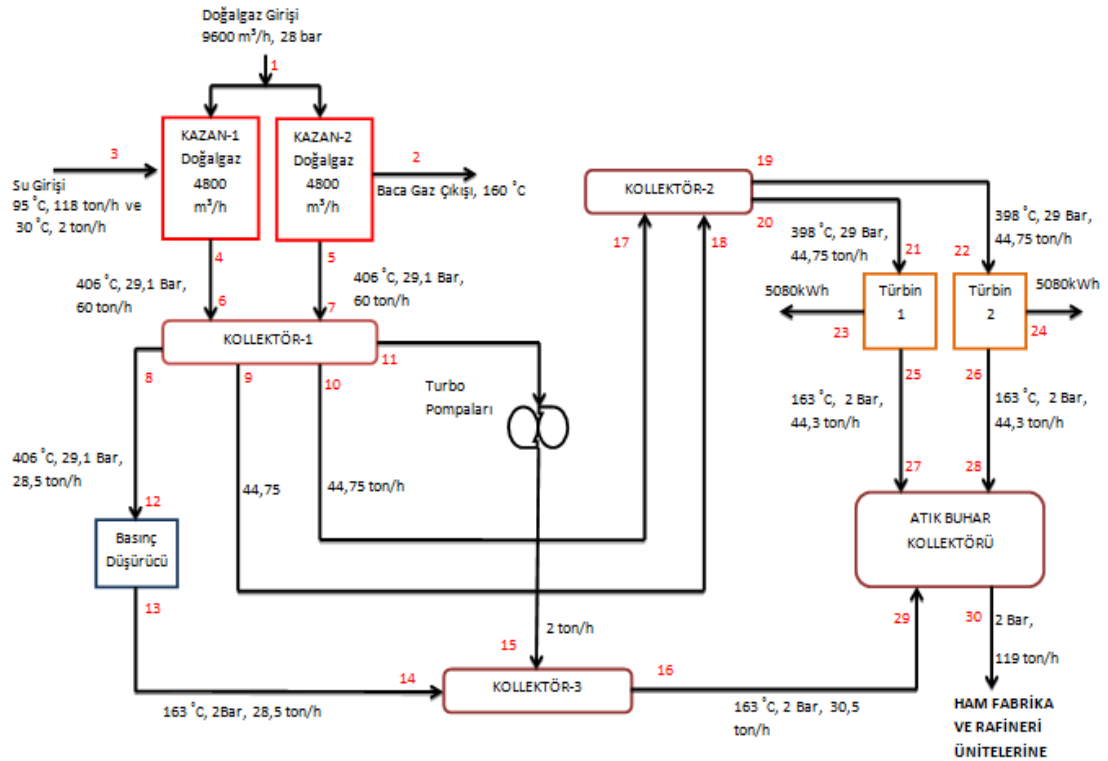 Doğalgaz Girişi
9600 m³/h, 28 bar
1
KAZAN-1
Doğalgaz
4800
m³/h
KAZAN-2
Doğalgaz
4800
m³/h
3
Su Girişi
95 °C, 118 ton/h ve
30 °C, 2 ton/h
2
Baca Gaz Çıkışı, 160 °C
4
5
406 °C, 29,1 Bar,
60 ton/h
406 °C, 29,1 Bar,
60 ton/h
6
7
KOLLEKTÖR-1
8
9
10
11
Turbo
Pompaları
406 °C, 29,1 Bar,
28,5 ton/h
44,75
44,75 ton/h
12
Basınç
Düşürücü
13
14
163 °C, 2Bar, 28,5 ton/h
15
2 ton/h
KOLLEKTÖR-3
16
163 °C, 2 Bar, 30,5
ton/h
KOLLEKTÖR-2
17
18
19
20
398 °C, 29 Bar,
44,75 ton/h
21
398 °C, 29 Bar,
44,75 ton/h
22
5080kWh
23
Türbin
1
Türbin
2
5080kWh
24
25
26
163 °C, 2 Bar,
44,3 ton/h
163 °C, 2 Bar,
44,3 ton/h
27
28
ATIK BUHAR
KOLLEKTÖRÜ
29
30
2 Bar,
119 ton/h
HAM FABRİKA
VE RAFİNERİ
ÜNİTELERİNE